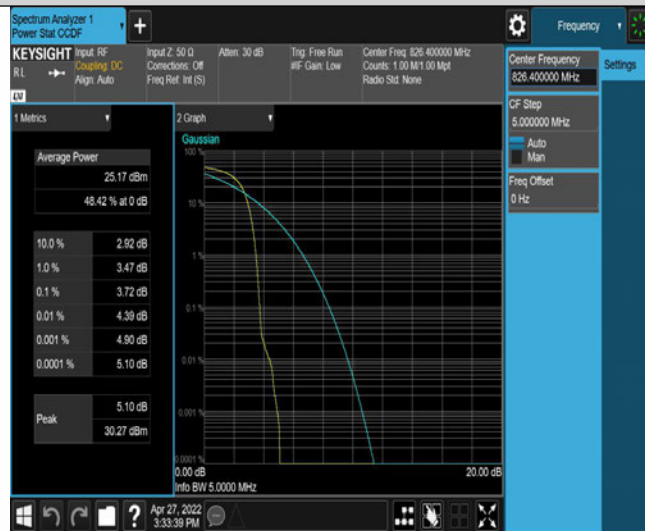 Spectrum Analyzer 1
Power Stat CCDF
+
Frequency
KEYSIGHT
RL
Input: RF
Coupling: DC
Align: Auto
Input Z: 50 Ω
Corrections: Off
Freq Ref: Int (S)
Atten: 30 dB
Trig: Free Run
#IF Gain: Low
Center Freq: 826.400000 MHz
Counts: 1.00 M/1.00 Mpt
Radio Std: None
Center Frequency
826.400000 MHz
Settings
CF Step
5.000000 MHz
Auto
Man
Freq Offset
0 Hz
1 Metrics
Average Power
25.17 dBm
48.42 % at 0 dB
10.0 % 2.92 dB
1.0 % 3.47 dB
0.1 % 3.72 dB
0.01 % 4.39 dB
0.001 % 4.90 dB
0.0001 % 5.10 dB
Peak
5.10 dB
30.27 dBm
2 Graph
Gaussian
100 %
10 %
1 %
0.1 %
0.01 %
0.001 %
0.0001 %
0.00 dB 20.00 dB
Info BW 5.0000 MHz
?
Apr 27, 2022
3:33:39 PM